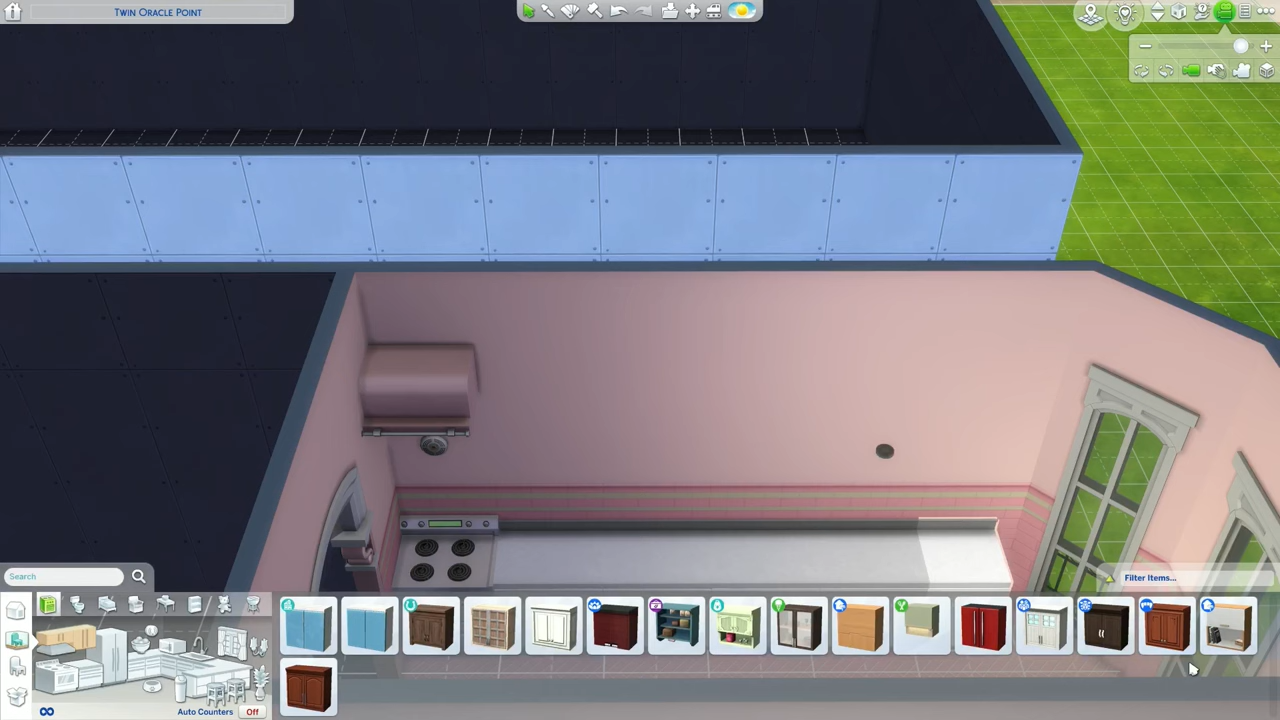 Twin Oracle Point
Filter Items...
Search
Auto Counters Off